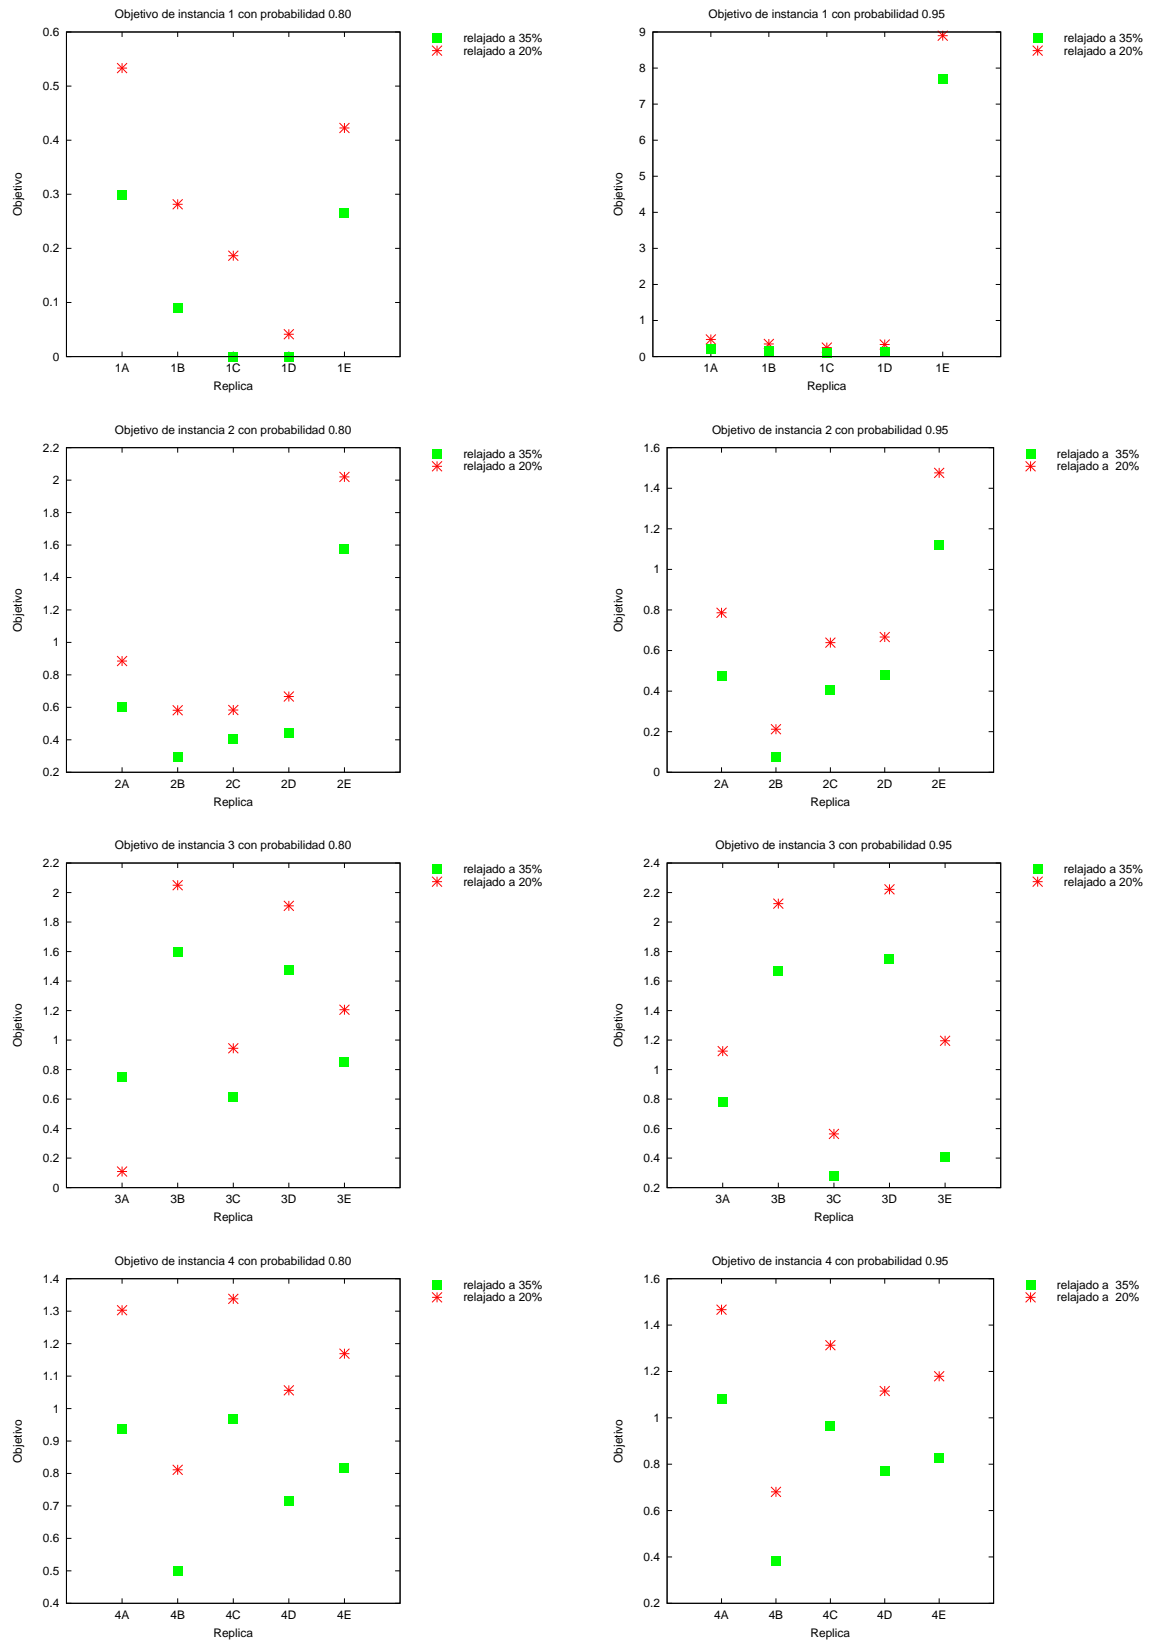 Objetivo de instancia 1 con probabilidad 0.80
relajado a 35%
relajado a 20%
0.6
0.5
0.4
0.3
0.2
0.1
0
Objetivo
1A 1B 1C 1D 1E
Replica
Objetivo de instancia 1 con probabilidad 0.95
relajado a 35%
relajado a 20%
9
8
7
6
5
4
3
2
1
0
Objetivo
1A 1B 1C 1D 1E
Replica
Objetivo de instancia 2 con probabilidad 0.80
relajado a 35%
relajado a 20%
2.2
2
1.8
1.6
1.4
1.2
1
0.8
0.6
0.4
0.2
Objetivo
2A 2B 2C 2D 2E
Replica
Objetivo de instancia 2 con probabilidad 0.95
relajado a 35%
relajado a 20%
1.6
1.4
1.2
1
0.8
0.6
0.4
0.2
0
Objetivo
2A 2B 2C 2D 2E
Replica
Objetivo de instancia 3 con probabilidad 0.80
relajado a 35%
relajado a 20%
2.2
2
1.8
1.6
1.4
1.2
1
0.8
0.6
0.4
0.2
0
Objetivo
3A 3B 3C 3D 3E
Replica
Objetivo de instancia 3 con probabilidad 0.95
relajado a 35%
relajado a 20%
2.4
2.2
2
1.8
1.6
1.4
1.2
1
0.8
0.6
0.4
0.2
Objetivo
3A 3B 3C 3D 3E
Replica
Objetivo de instancia 4 con probabilidad 0.80
relajado a 35%
relajado a 20%
1.4
1.3
1.2
1.1
1
0.9
0.8
0.7
0.6
0.5
0.4
Objetivo
4A 4B 4C 4D 4E
Replica
Objetivo de instancia 4 con probabilidad 0.95
relajado a 35%
relajado a 20%
1.6
1.4
1.2
1
0.8
0.6
0.4
0.2
Objetivo
4A 4B 4C 4D 4E
Replica